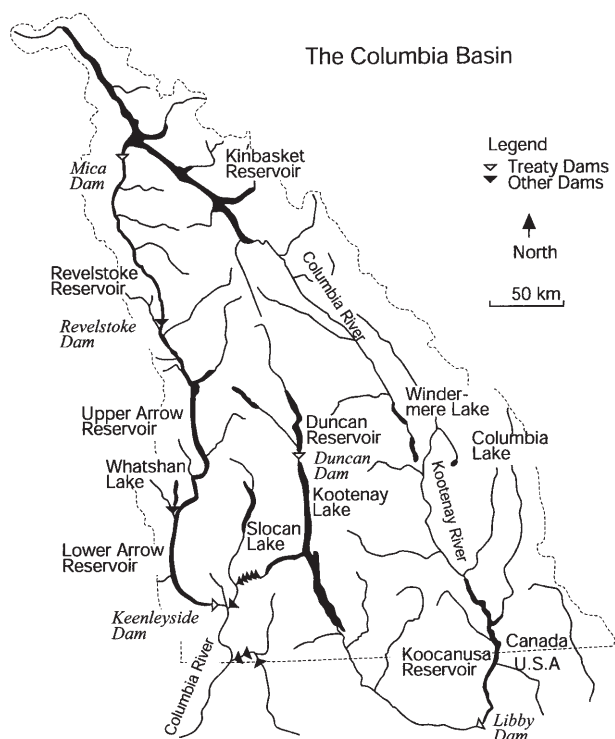 The Columbia Basin
Legend
Treaty Dams
Other Dams
North
50 km
Mica
Dam
Kinbasket
Reservoir
Columbia River
Revelstoke
Reservoir
Revelstoke
Dam
Upper Arrow
Reservoir
Whatshan
Lake
Lower Arrow
Reservoir
Keenleyside
Dam
Columbia River
Slocan
Lake
Duncan
Reservoir
Duncan
Dam
Kootenay
Lake
Winder-
mere Lake
Columbia
Lake
Kootenay River
Koocanusa
Reservoir
Canada
U.S.A
Libby
Dam